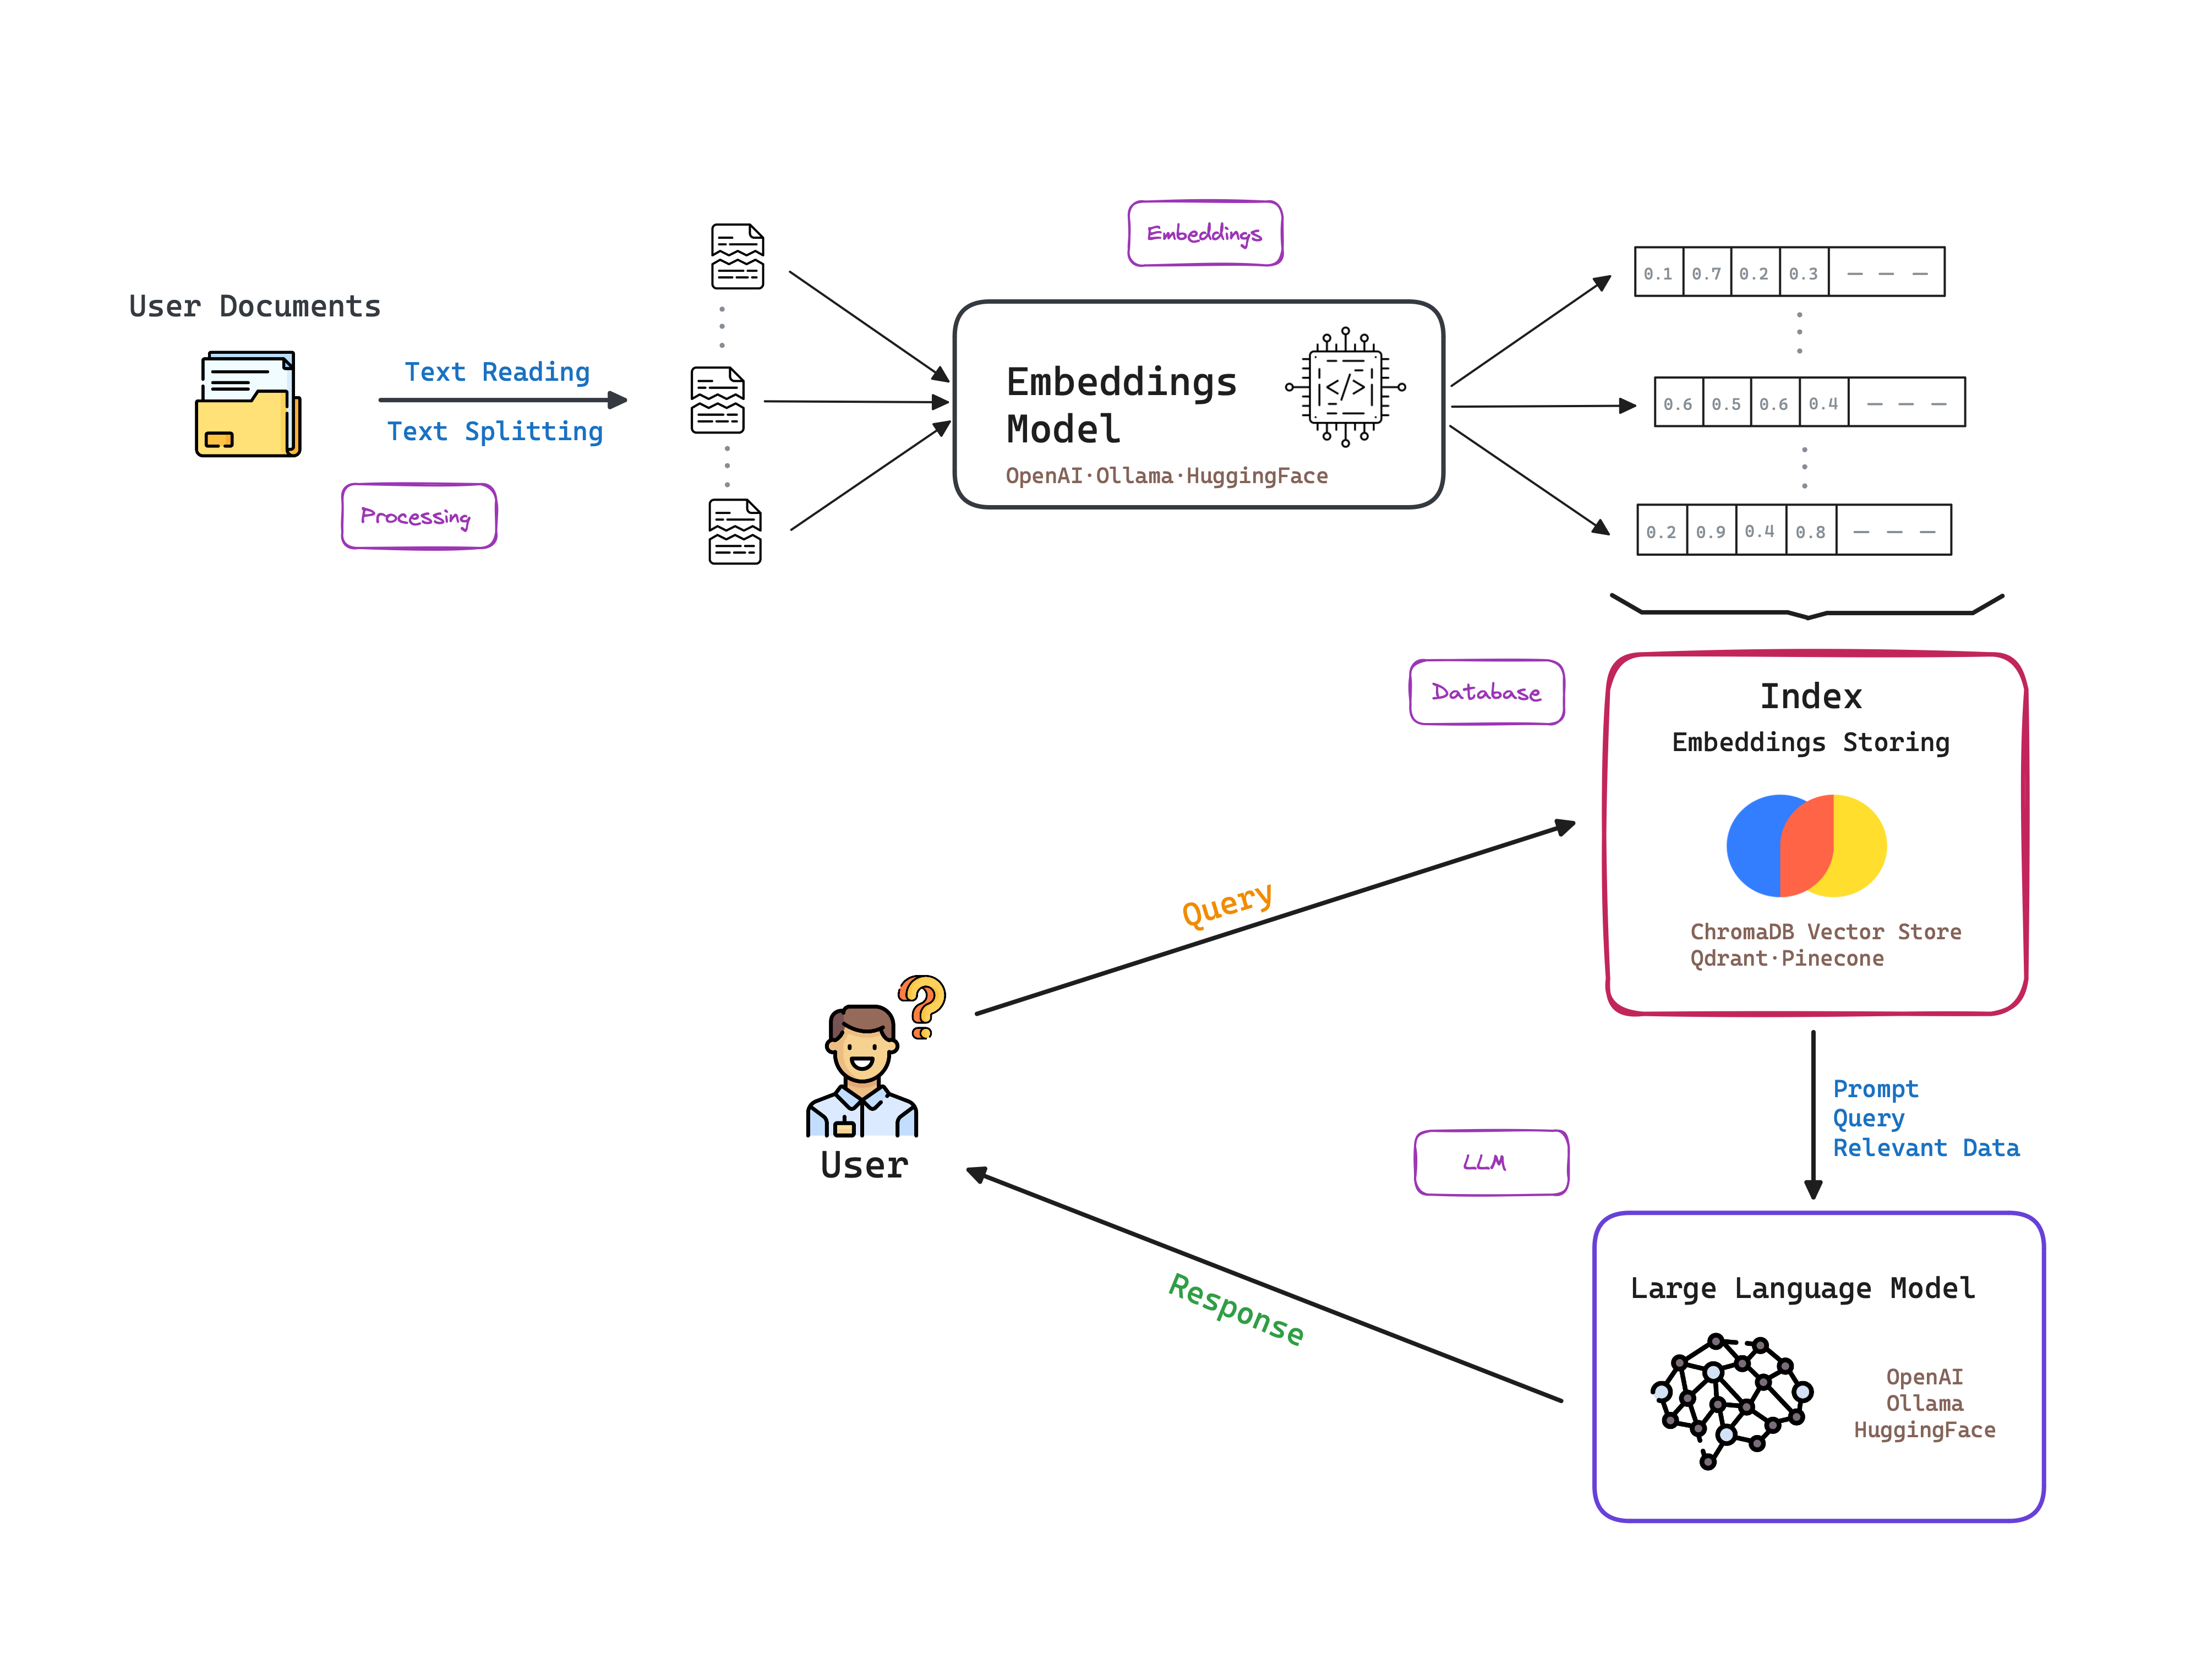 User Documents
Text Reading
Text Splitting
Processing
Embeddings
Embeddings
Model
OpenAI·Ollama·HuggingFace
</>
0.1 0.7 0.2 0.3 — — —
0.6 0.5 0.6 0.4 — — —
0.2 0.9 0.4 0.8 — — —
Database
Index
Embeddings Storing
ChromaDB Vector Store
Qdrant·Pinecone
Query
?
User
Prompt
Query
Relevant Data
LLM
Response
Large Language Model
OpenAI
Ollama
HuggingFace